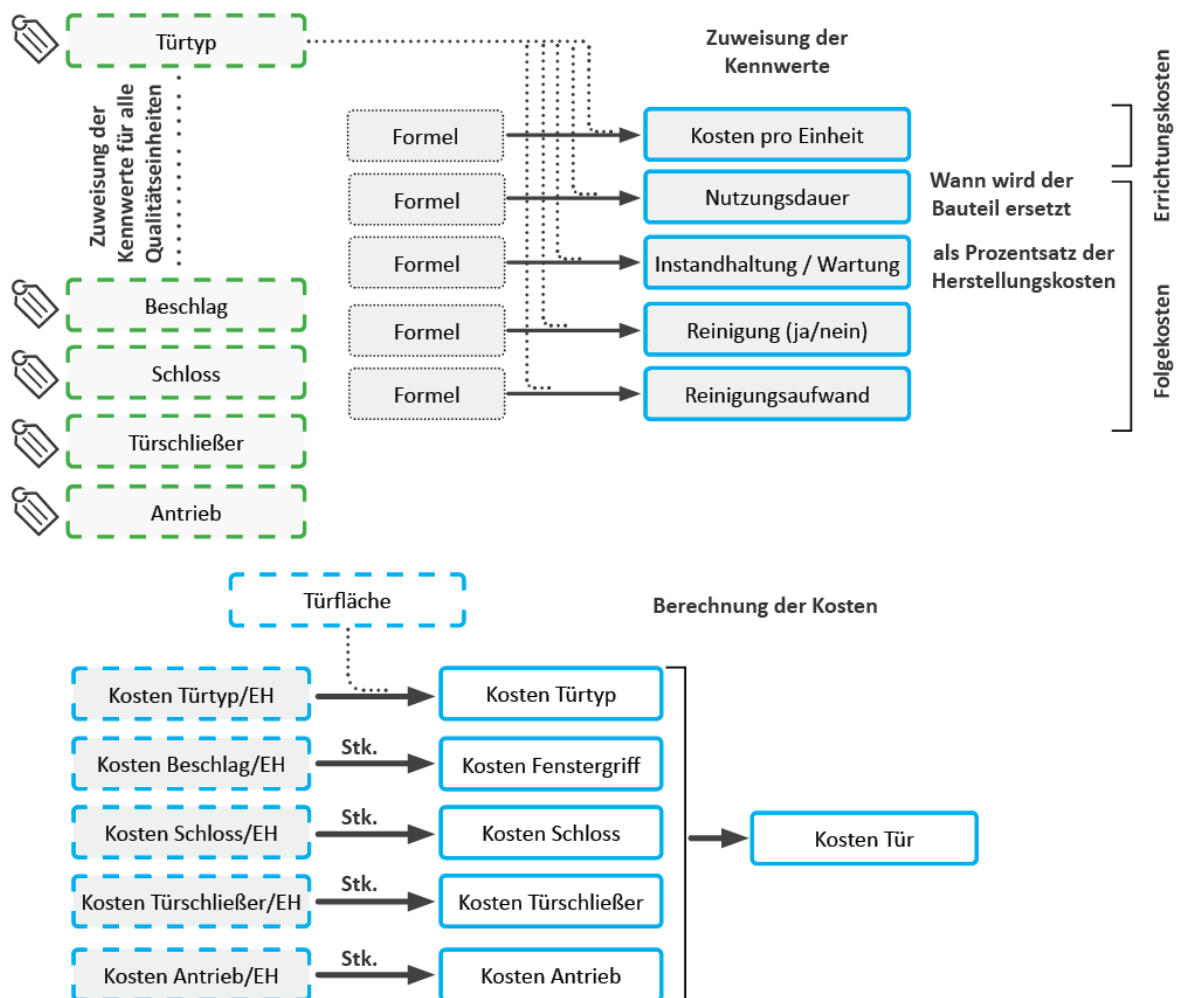 Türtyp
Zuweisung der
Kennwerte für alle
Qualitätseinheiten
Beschlag
Schloss
Türschließer
Antrieb
Zuweisung der
Kennwerte
Formel
Kosten pro Einheit
Formel
Nutzungsdauer
Wann wird der
Bauteil ersetzt
Formel
Instandhaltung / Wartung
als Prozentsatz der
Herstellungskosten
Formel
Reinigung (ja/nein)
Formel
Reinigungsaufwand
Errichtungskosten
Folgekosten
Türfläche
Berechnung der Kosten
Kosten Türtyp/EH
Kosten Türtyp
Kosten Beschlag/EH
Stk.
Kosten Fenstergriff
Kosten Schloss/EH
Stk.
Kosten Schloss
Kosten Türschließer/EH
Stk.
Kosten Türschließer
Kosten Antrieb/EH
Stk.
Kosten Antrieb
Kosten Tür